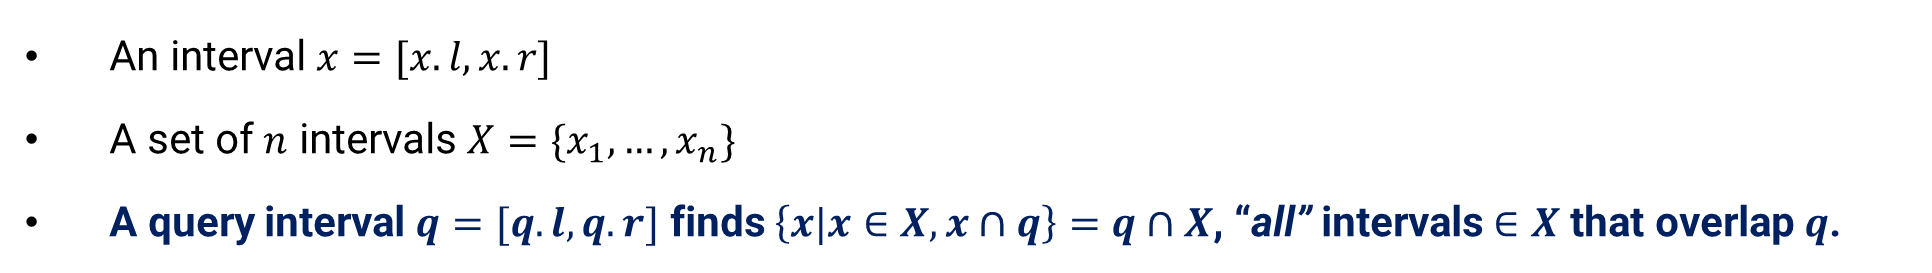 • An interval 𝑥 = [𝑥. 𝑙, 𝑥. 𝑟]
• A set of 𝑛 intervals 𝑋 = {𝑥₁, … , 𝑥ₙ}
• A query interval 𝒒 = [𝒒. 𝒍, 𝒒. 𝒓] finds {𝒙|𝒙 ∈ 𝑿, 𝒙 ∩ 𝒒} = 𝒒 ∩ 𝑿, “all” intervals ∈ 𝑿 that overlap 𝒒.